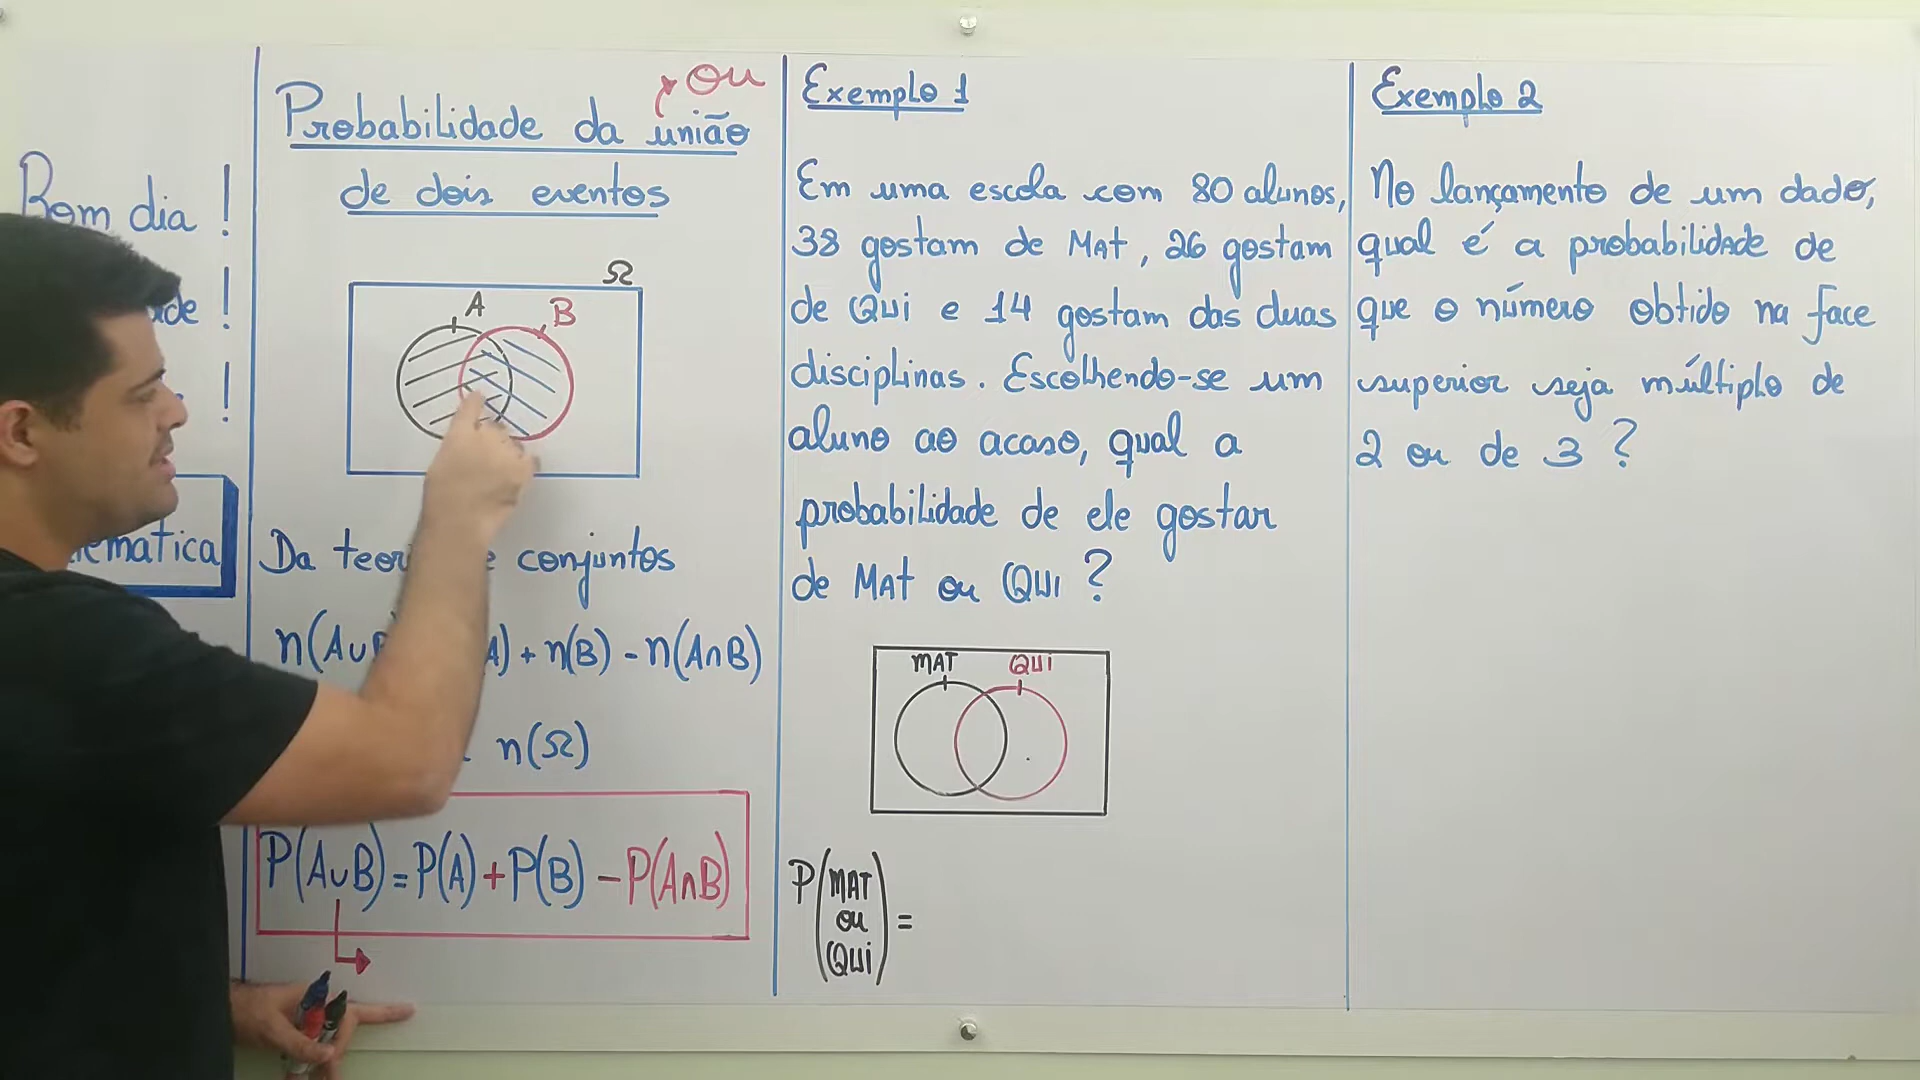 Bom dia !
!
!
ematica
OU
Probabilidade da união
de dois eventos
Ω
A B
Da conjuntos
n(A∪ A) + n(B) - n(A∩B)
n(Ω)
P(A∪B) = P(A) + P(B) - P(A∩B)
Exemplo 1
Em uma escola com 80 alunos,
38 gostam de MAT, 26 gostam
de QUI e 14 gostam das duas
disciplinas. Escolhendo-se um
aluno ao acaso, qual a
probabilidade de ele gostar
de MAT ou QUI ?
MAT QUI
P(MAT
ou =
QUI)
Exemplo 2
No lançamento de um dado,
qual é a probabilidade de
que o número obtido na face
superior seja múltiplo de
2 ou de 3 ?